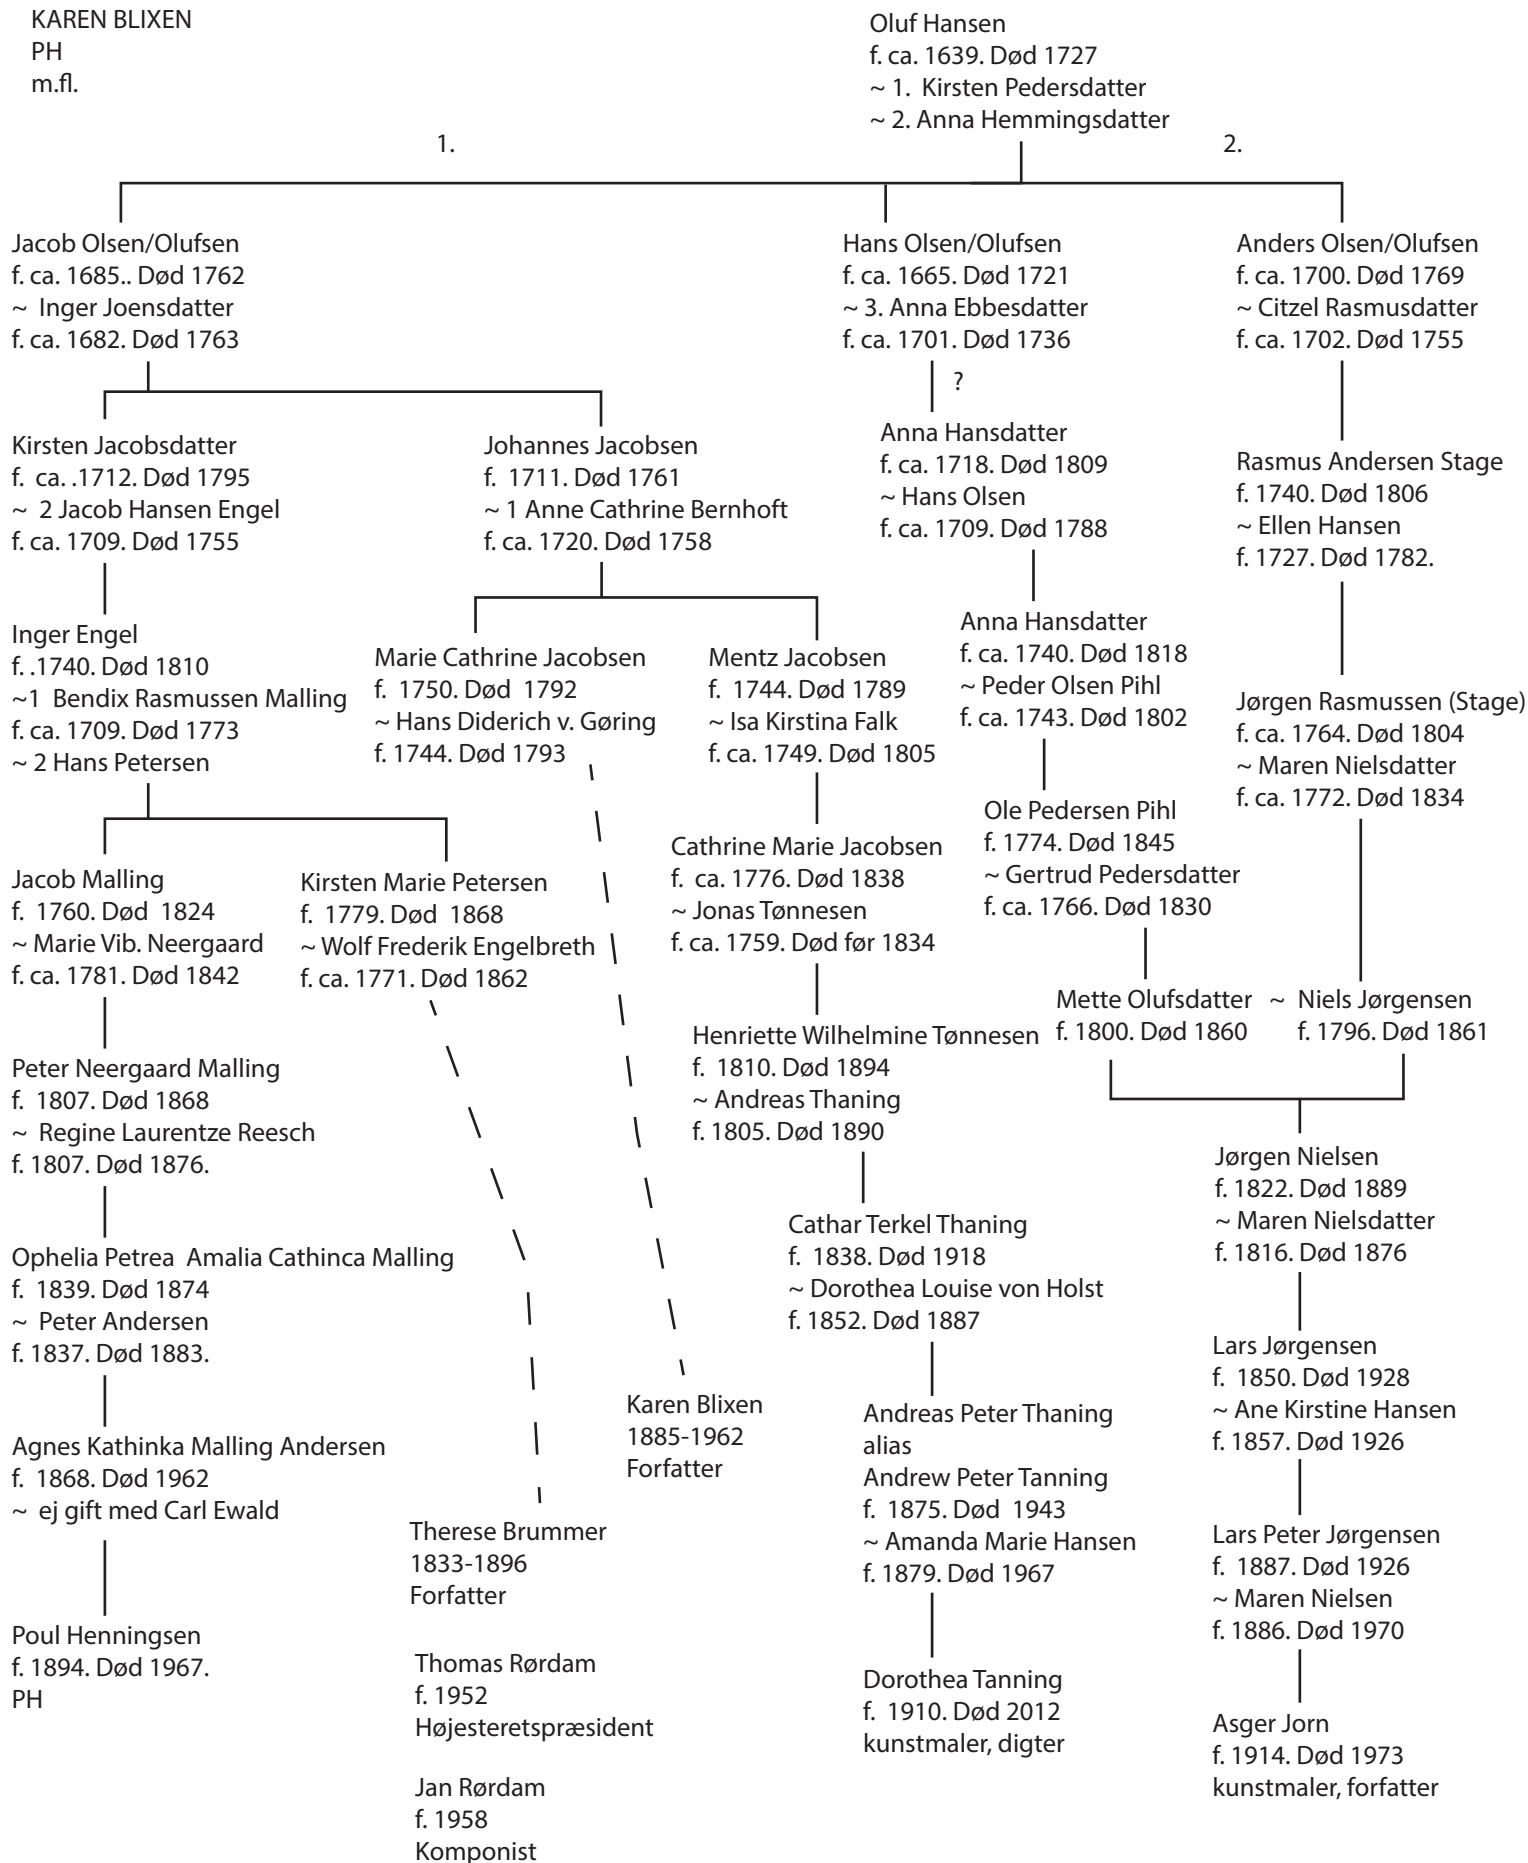 KAREN BLIXEN
PH
m.fl.
Oluf Hansen
f. ca. 1639. Død 1727
~ 1. Kirsten Pedersdatter
~ 2. Anna Hemmingsdatter
1.
2.
Jacob Olsen/Olufsen
f. ca. 1685.. Død 1762
~ Inger Joensdatter
f. ca. 1682. Død 1763
Hans Olsen/Olufsen
f. ca. 1665. Død 1721
~ 3. Anna Ebbesdatter
f. ca. 1701. Død 1736
Anders Olsen/Olufsen
f. ca. 1700. Død 1769
~ Citzel Rasmusdatter
f. ca. 1702. Død 1755
?
Kirsten Jacobsdatter
f. ca. .1712. Død 1795
~ 2 Jacob Hansen Engel
f. ca. 1709. Død 1755
Johannes Jacobsen
f. 1711. Død 1761
~ 1 Anne Cathrine Bernhoft
f. ca. 1720. Død 1758
Anna Hansdatter
f. ca. 1718. Død 1809
~ Hans Olsen
f. ca. 1709. Død 1788
Rasmus Andersen Stage
f. 1740. Død 1806
~ Ellen Hansen
f. 1727. Død 1782.
Inger Engel
f. .1740. Død 1810
~1 Bendix Rasmussen Malling
f. ca. 1709. Død 1773
~ 2 Hans Petersen
Marie Cathrine Jacobsen
f. 1750. Død 1792
~ Hans Diderich v. Gøring
f. 1744. Død 1793
Mentz Jacobsen
f. 1744. Død 1789
~ Isa Kirstina Falk
f. ca. 1749. Død 1805
Anna Hansdatter
f. ca. 1740. Død 1818
~ Peder Olsen Pihl
f. ca. 1743. Død 1802
Jørgen Rasmussen (Stage)
f. ca. 1764. Død 1804
~ Maren Nielsdatter
f. ca. 1772. Død 1834
Jacob Malling
f. 1760. Død 1824
~ Marie Vib. Neergaard
f. ca. 1781. Død 1842
Kirsten Marie Petersen
f. 1779. Død 1868
~ Wolf Frederik Engelbreth
f. ca. 1771. Død 1862
Cathrine Marie Jacobsen
f. ca. 1776. Død 1838
~ Jonas Tønnesen
f. ca. 1759. Død før 1834
Ole Pedersen Pihl
f. 1774. Død 1845
~ Gertrud Pedersdatter
f. ca. 1766. Død 1830
Mette Olufsdatter ~ Niels Jørgensen
f. 1800. Død 1860 f. 1796. Død 1861
Peter Neergaard Malling
f. 1807. Død 1868
~ Regine Laurentze Reesch
f. 1807. Død 1876.
Henriette Wilhelmine Tønnesen
f. 1810. Død 1894
~ Andreas Thaning
f. 1805. Død 1890
Jørgen Nielsen
f. 1822. Død 1889
~ Maren Nielsdatter
f. 1816. Død 1876
Ophelia Petrea Amalia Cathinca Malling
f. 1839. Død 1874
~ Peter Andersen
f. 1837. Død 1883.
Cathar Terkel Thaning
f. 1838. Død 1918
~ Dorothea Louise von Holst
f. 1852. Død 1887
Lars Jørgensen
f. 1850. Død 1928
~ Ane Kirstine Hansen
f. 1857. Død 1926
Agnes Kathinka Malling Andersen
f. 1868. Død 1962
~ ej gift med Carl Ewald
Karen Blixen
1885-1962
Forfatter
Andreas Peter Thaning
alias
Andrew Peter Tanning
f. 1875. Død 1943
~ Amanda Marie Hansen
f. 1879. Død 1967
Therese Brummer
1833-1896
Forfatter
Lars Peter Jørgensen
f. 1887. Død 1926
~ Maren Nielsen
f. 1886. Død 1970
Poul Henningsen
f. 1894. Død 1967.
PH
Thomas Rørdam
f. 1952
Højesteretspræsident
Dorothea Tanning
f. 1910. Død 2012
kunstmaler, digter
Asger Jorn
f. 1914. Død 1973
kunstmaler, forfatter
Jan Rørdam
f. 1958
Komponist